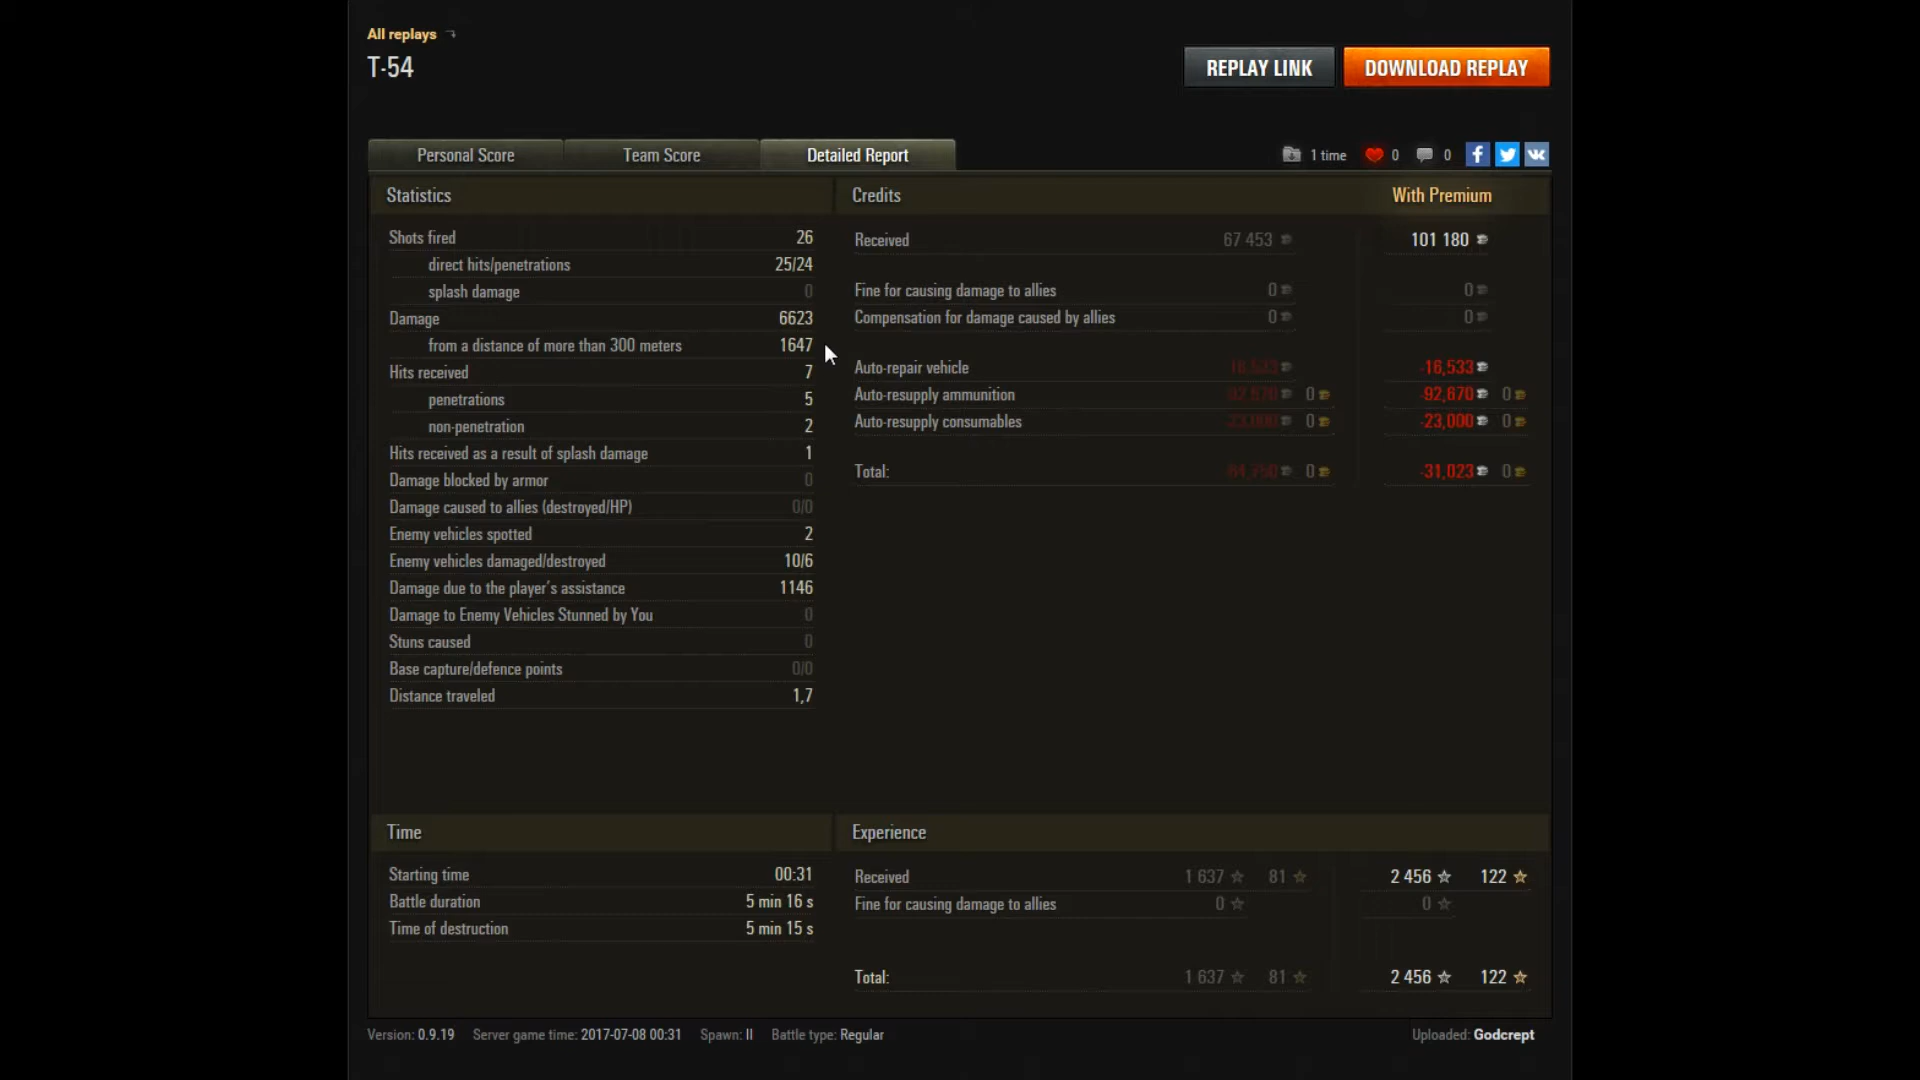 All replays
T-54
REPLAY LINK
DOWNLOAD REPLAY
Personal Score
Team Score
Detailed Report
1 time
0
0
Statistics
Shots fired 26
direct hits/penetrations 25/24
splash damage 0
Damage 6623
from a distance of more than 300 meters 1647
Hits received 7
penetrations 5
non-penetration 2
Hits received as a result of splash damage 1
Damage blocked by armor 0
Damage caused to allies (destroyed/HP) 0/0
Enemy vehicles spotted 2
Enemy vehicles damaged/destroyed 10/6
Damage due to the player's assistance 1146
Damage to Enemy Vehicles Stunned by You 0
Stuns caused 0
Base capture/defence points 0/0
Distance traveled 1,7
Credits With Premium
Received 67 453 101 180
Fine for causing damage to allies 0 0
Compensation for damage caused by allies 0 0
Auto-repair vehicle -16,533 -16,533
Auto-resupply ammunition -92,670 0 -92,670 0
Auto-resupply consumables -23,000 0 -23,000 0
Total: 0 -31,023 0
Time
Starting time 00:31
Battle duration 5 min 16 s
Time of destruction 5 min 15 s
Experience
Received 1 637 81 2 456 122
Fine for causing damage to allies 0 0
Total: 1 637 81 2 456 122
Version: 0.9.19 Server game time: 2017-07-08 00:31 Spawn: II Battle type: Regular
Uploaded: Godcrept